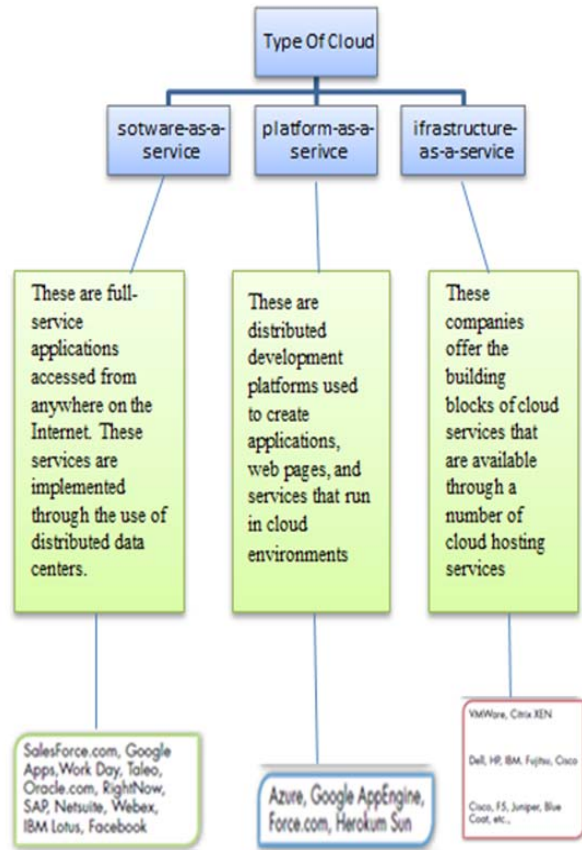 Type Of Cloud
sotware-as-a-
service
platform-as-a-
serivce
ifrastructure-
as-a-service
These are full-
service
applications
accessed from
anywhere on the
Internet. These
services are
implemented
through the use of
distributed data
centers.
These are
distributed
development
platforms used
to create
applications,
web pages, and
services that run
in cloud
environments
These
companies
offer the
building
blocks of cloud
services that
are available
through a
number of
cloud hosting
services
SalesForce.com, Google
Apps,Work Day, Taleo,
Oracle.com, RightNow,
SAP, Netsuite, Webex,
IBM Lotus, Facebook
Azure, Google AppEngine,
Force.com, Herokum Sun
VMWare, Citrix XEN
Dell, HP, IBM, Fujitsu, Cisco
Cisco, F5, Juniper, Blue
Coat, etc.,